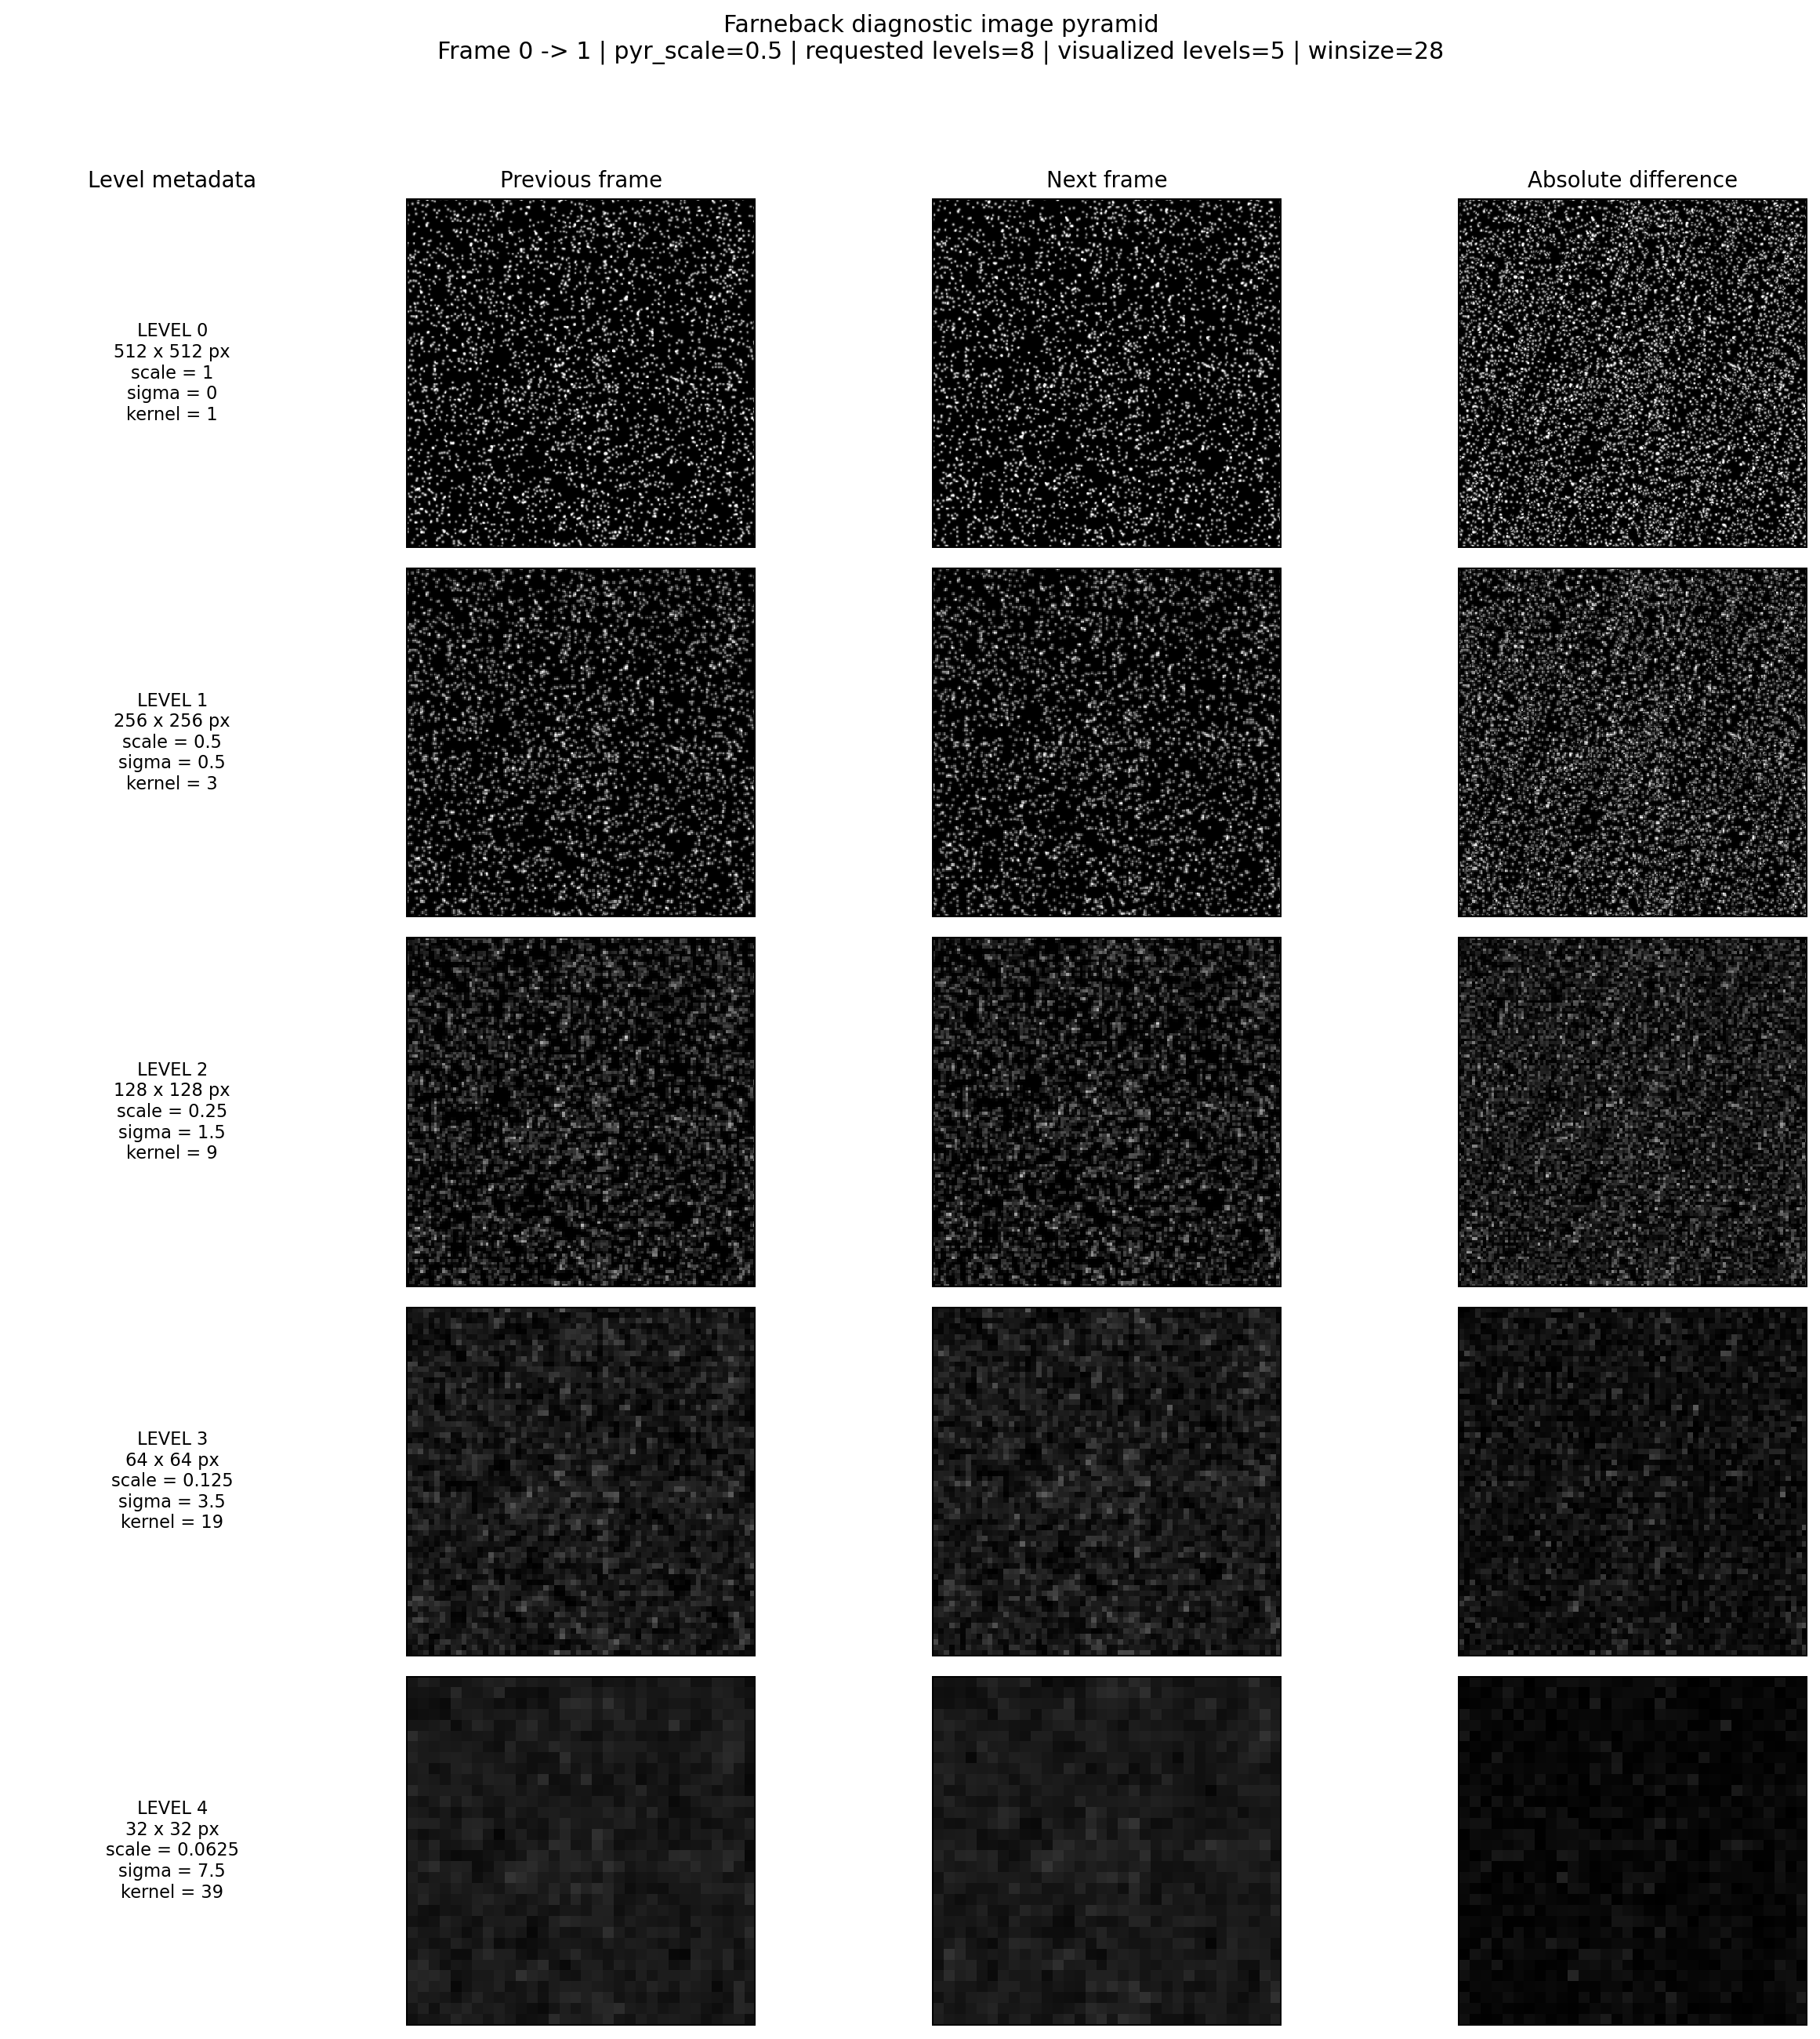 Farneback diagnostic image pyramid
Frame 0 -> 1 | pyr_scale=0.5 | requested levels=8 | visualized levels=5 | winsize=28
Level metadata
Previous frame
Next frame
Absolute difference
LEVEL 0
512 x 512 px
scale = 1
sigma = 0
kernel = 1
LEVEL 1
256 x 256 px
scale = 0.5
sigma = 0.5
kernel = 3
LEVEL 2
128 x 128 px
scale = 0.25
sigma = 1.5
kernel = 9
LEVEL 3
64 x 64 px
scale = 0.125
sigma = 3.5
kernel = 19
LEVEL 4
32 x 32 px
scale = 0.0625
sigma = 7.5
kernel = 39